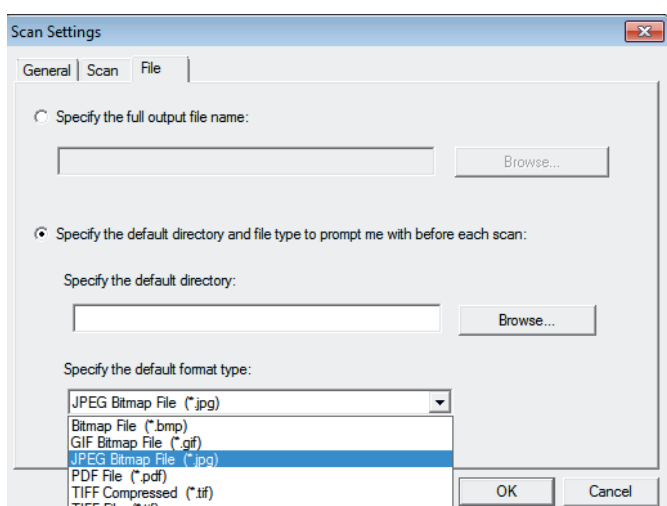 Scan Settings
General Scan File
Specify the full output file name:
Browse...
Specify the default directory and file type to prompt me with before each scan:
Specify the default directory:
Browse...
Specify the default format type:
JPEG Bitmap File (*.jpg)
Bitmap File (*.bmp)
GIF Bitmap File (*.gif)
JPEG Bitmap File (*.jpg)
PDF File (*.pdf)
TIFF Compressed (*.tif)
OK Cancel